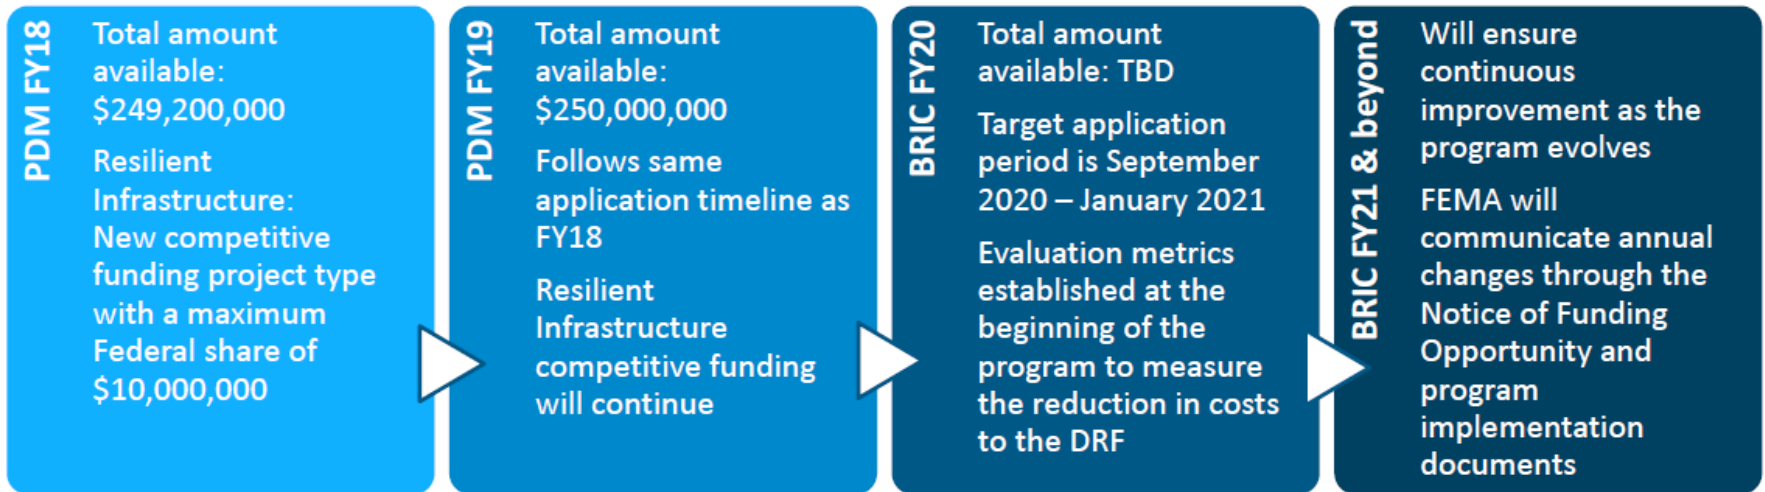 PDM FY18
Total amount
available:
$249,200,000
Resilient
Infrastructure:
New competitive
funding project type
with a maximum
Federal share of
$10,000,000
PDM FY19
Total amount
available:
$250,000,000
Follows same
application timeline as
FY18
Resilient
Infrastructure
competitive funding
will continue
BRIC FY20
Total amount
available: TBD
Target application
period is September
2020 – January 2021
Evaluation metrics
established at the
beginning of the
program to measure
the reduction in costs
to the DRF
BRIC FY21 & beyond
Will ensure
continuous
improvement as the
program evolves
FEMA will
communicate annual
changes through the
Notice of Funding
Opportunity and
program
implementation
documents